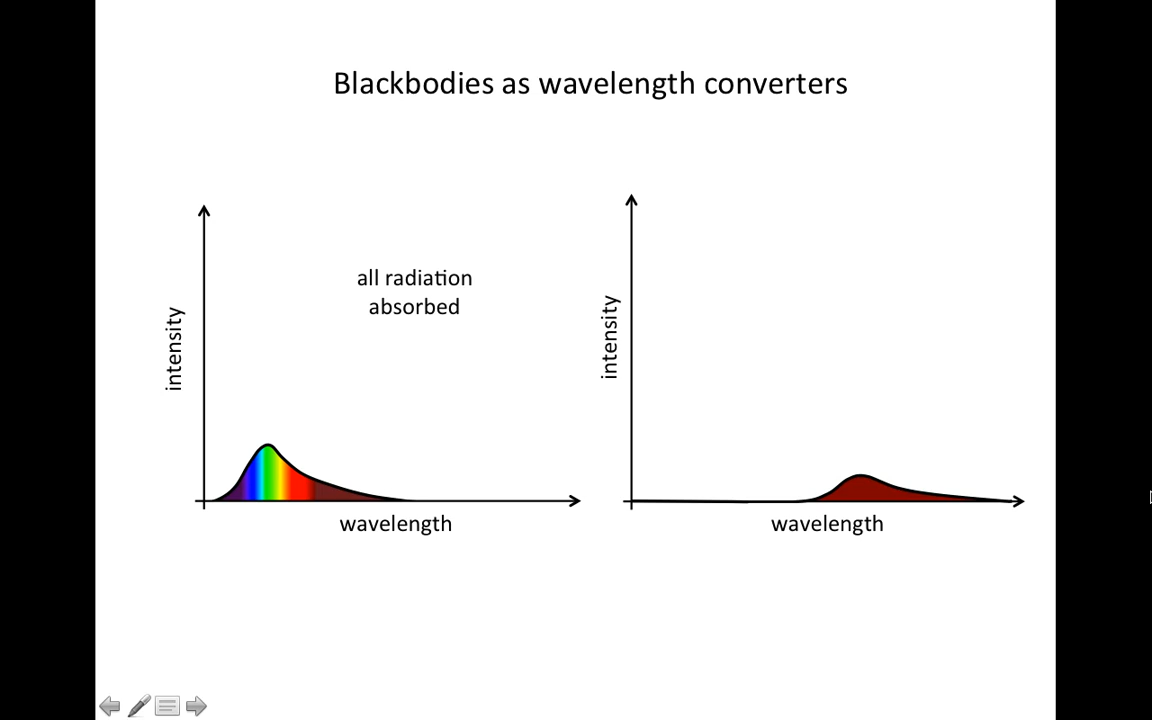 Blackbodies as wavelength converters
all radiation
absorbed
intensity
wavelength
intensity
wavelength